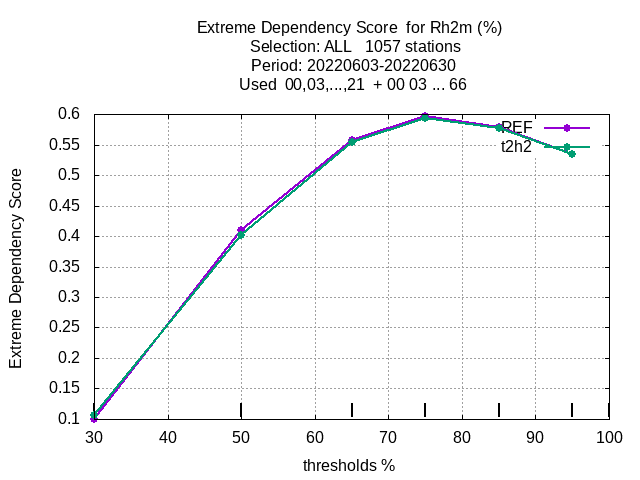 Extreme Dependency Score  for Rh2m (%)
Selection: ALL   1057 stations
Period: 20220603-20220630
Used  00,03,...,21  + 00 03 ... 66
REF
t2h2
Extreme Dependency Score
0.6
0.55
0.5
0.45
0.4
0.35
0.3
0.25
0.2
0.15
0.1
30 40 50 60 70 80 90 100
thresholds %